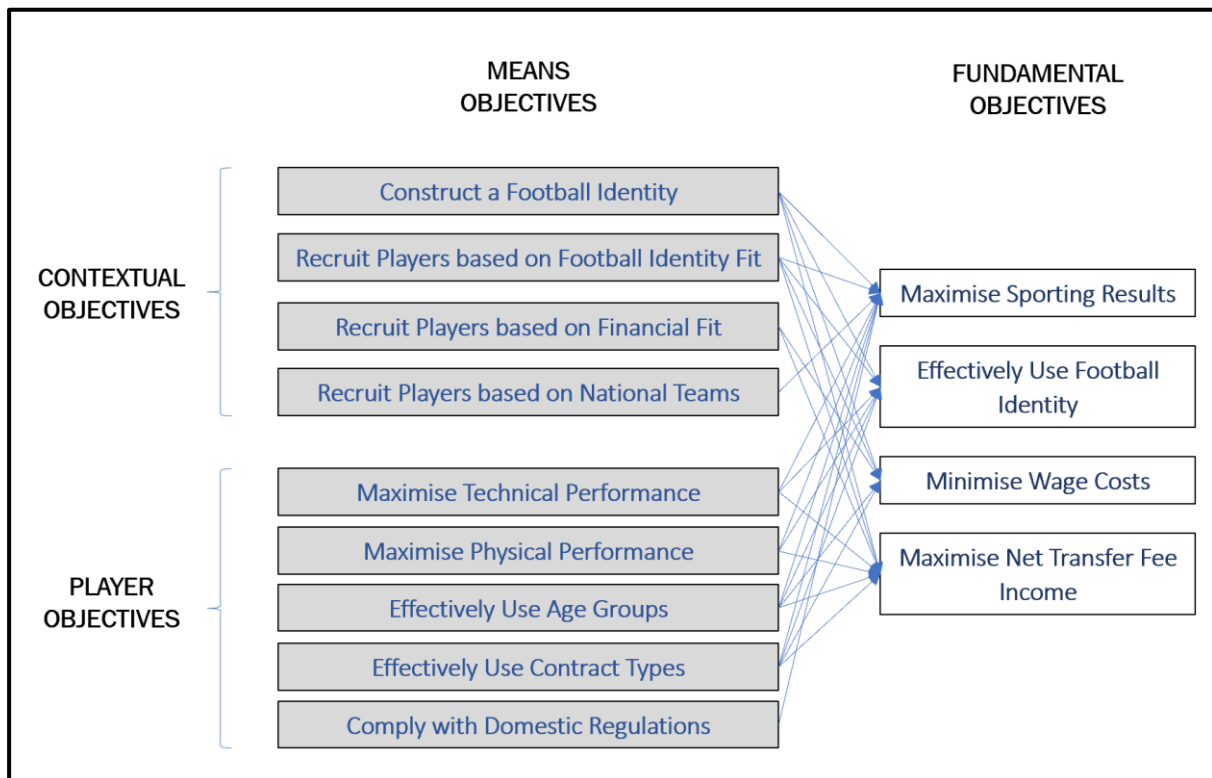 MEANS
OBJECTIVES
FUNDAMENTAL
OBJECTIVES
CONTEXTUAL
OBJECTIVES
Construct a Football Identity
Recruit Players based on Football Identity Fit
Recruit Players based on Financial Fit
Recruit Players based on National Teams
PLAYER
OBJECTIVES
Maximise Technical Performance
Maximise Physical Performance
Effectively Use Age Groups
Effectively Use Contract Types
Comply with Domestic Regulations
Maximise Sporting Results
Effectively Use Football
Identity
Minimise Wage Costs
Maximise Net Transfer Fee
Income